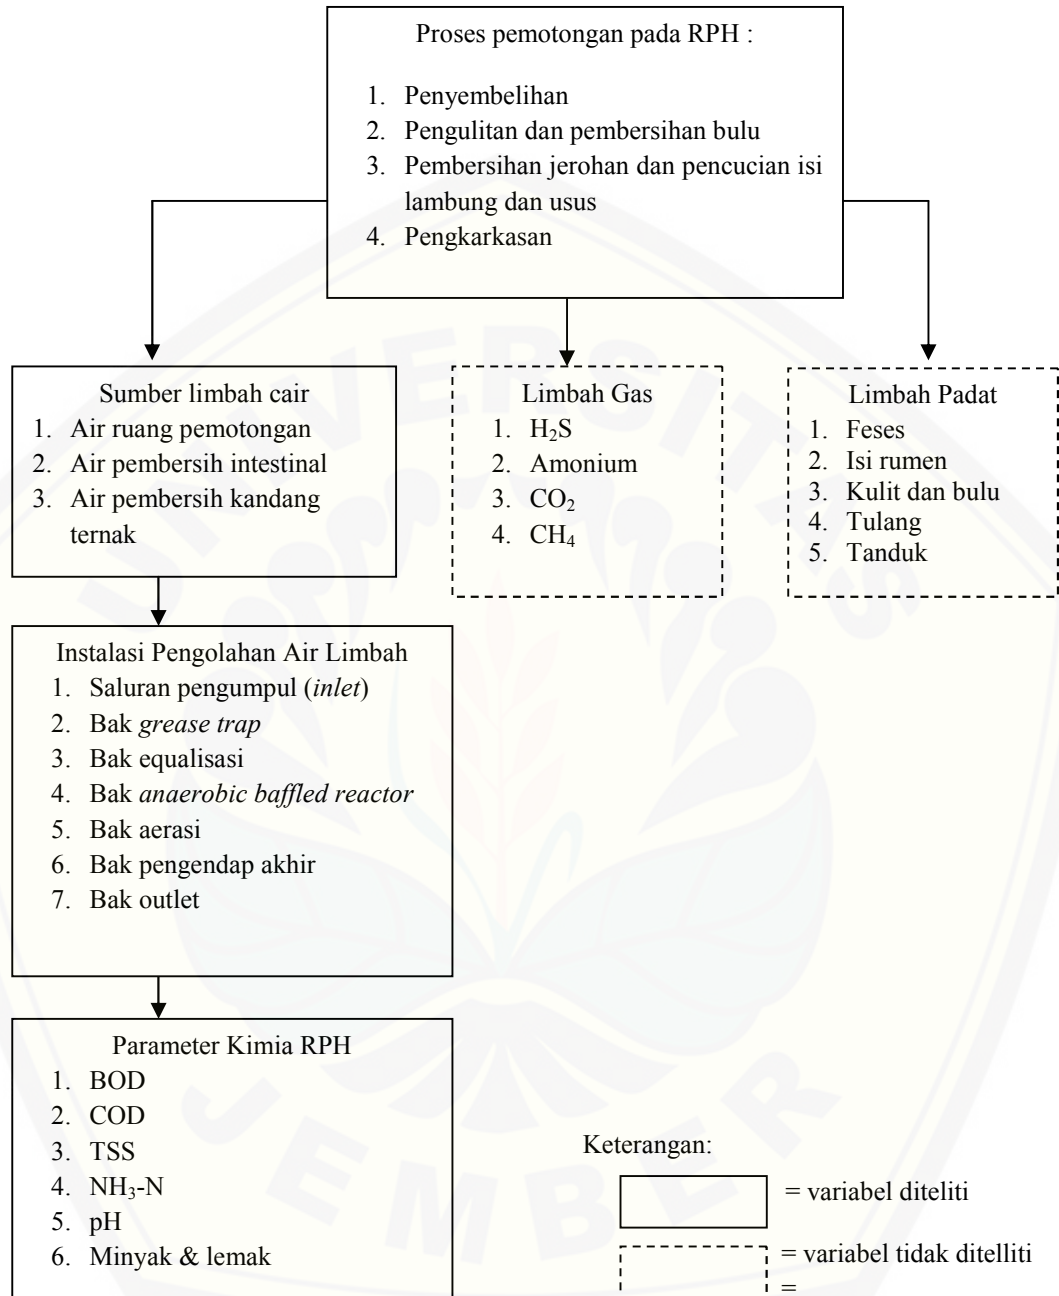 Proses pemotongan pada RPH :
1. Penyembelihan
2. Pengulitan dan pembersihan bulu
3. Pembersihan jerohan dan pencucian isi
lambung dan usus
4. Pengkarkasan
Sumber limbah cair
1. Air ruang pemotongan
2. Air pembersih intestinal
3. Air pembersih kandang
ternak
Limbah Gas
1. H₂S
2. Amonium
3. CO₂
4. CH₄
Limbah Padat
1. Feses
2. Isi rumen
3. Kulit dan bulu
4. Tulang
5. Tanduk
Instalasi Pengolahan Air Limbah
1. Saluran pengumpul (inlet)
2. Bak grease trap
3. Bak equalisasi
4. Bak anaerobic baffled reactor
5. Bak aerasi
6. Bak pengendap akhir
7. Bak outlet
Parameter Kimia RPH
1. BOD
2. COD
3. TSS
4. NH₃-N
5. pH
6. Minyak & lemak
Keterangan:
= variabel diteliti
= variabel tidak ditelliti
=
UNIVERSITAS
JEMBER